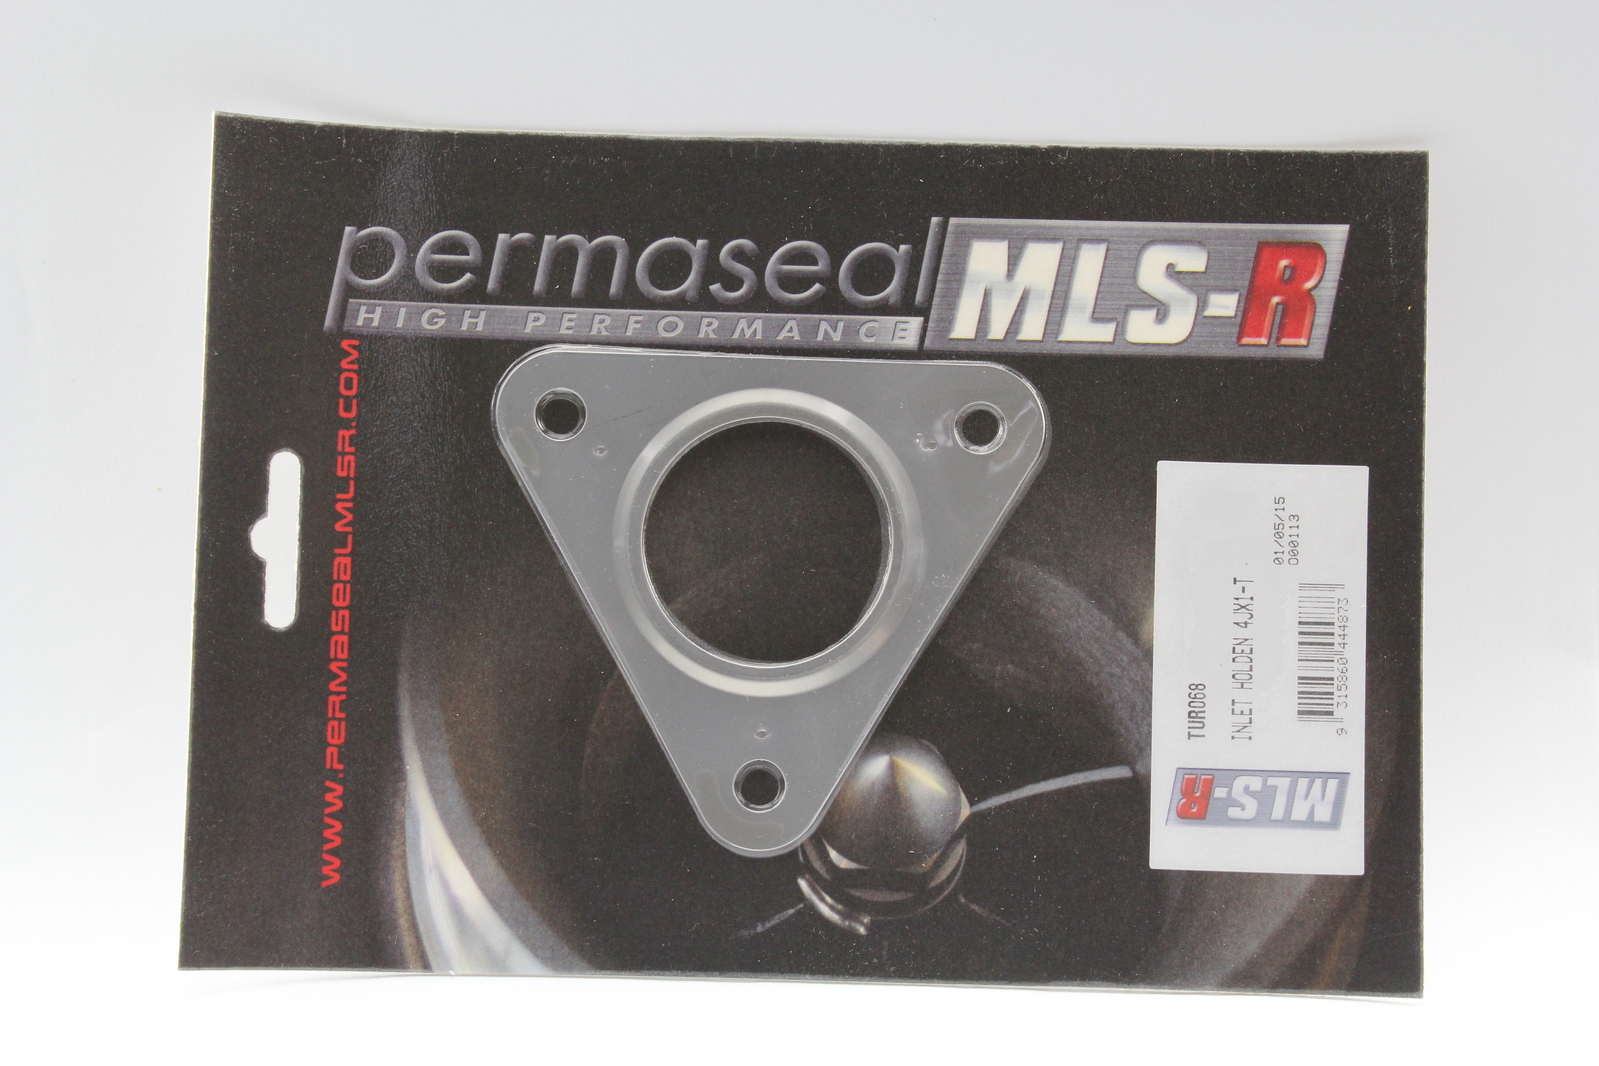 permaseal MLS-R
HIGH PERFORMANCE
WWW.PERMASEALMLSR.COM
TUR068
INLET HOLDEN 4JX1-T
01/05/15
000113
9 315860 444873
MLS-R